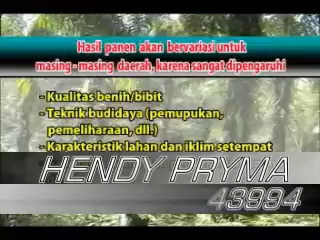 Hasil panen akan bervariasi untuk
masing - masing daerah, karena sangat dipengaruhi
- Kualitas benih/bibit
- Teknik budidaya (pemupukan,
pemeliharaan, dll.)
- Karakteristik lahan dan iklim setempat
HENDY PRYMA
43994